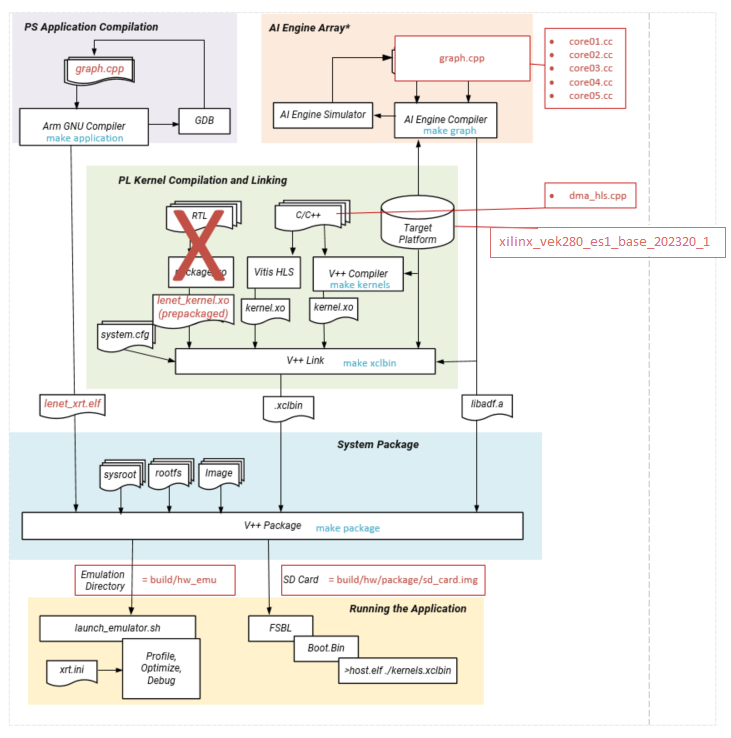 PS Application Compilation
graph.cpp
Arm GNU Compiler
make application
GDB
AI Engine Array*
graph.cpp
AI Engine Simulator
AI Engine Compiler
make graph
• core01.cc
• core02.cc
• core03.cc
• core04.cc
• core05.cc
PL Kernel Compilation and Linking
RTL
C/C++
Target
Platform
• dma_hls.cpp
xilinx_vek280_es1_base_202320_1
Vitis HLS
V++ Compiler
make kernels
lenet_kernel.xo
(prepackaged)
kernel.xo
kernel.xo
system.cfg
V++ Link
make xclbin
lenet_xrt.elf
.xclbin
libadf.a
System Package
sysroot
rootfs
Image
V++ Package
make package
Emulation
Directory
= build/hw_emu
SD Card
= build/hw/package/sd_card.img
Running the Application
launch_emulator.sh
xrt.ini
Profile,
Optimize,
Debug
FSBL
Boot.Bin
>host.elf ./kernels.xclbin